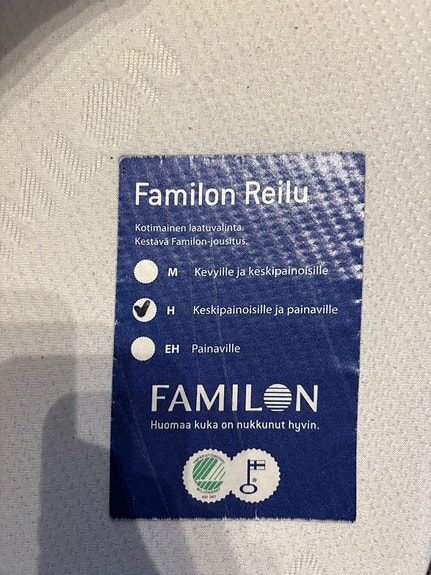 Familon Reilu
Kotimainen laatuvalinta.
Kestävä Familon-jousitus.
M Kevyille ja keskipainoisille
H Keskipainoisille ja painaville
EH Painaville
FAMILON
Huomaa kuka on nukkunut hyvin.